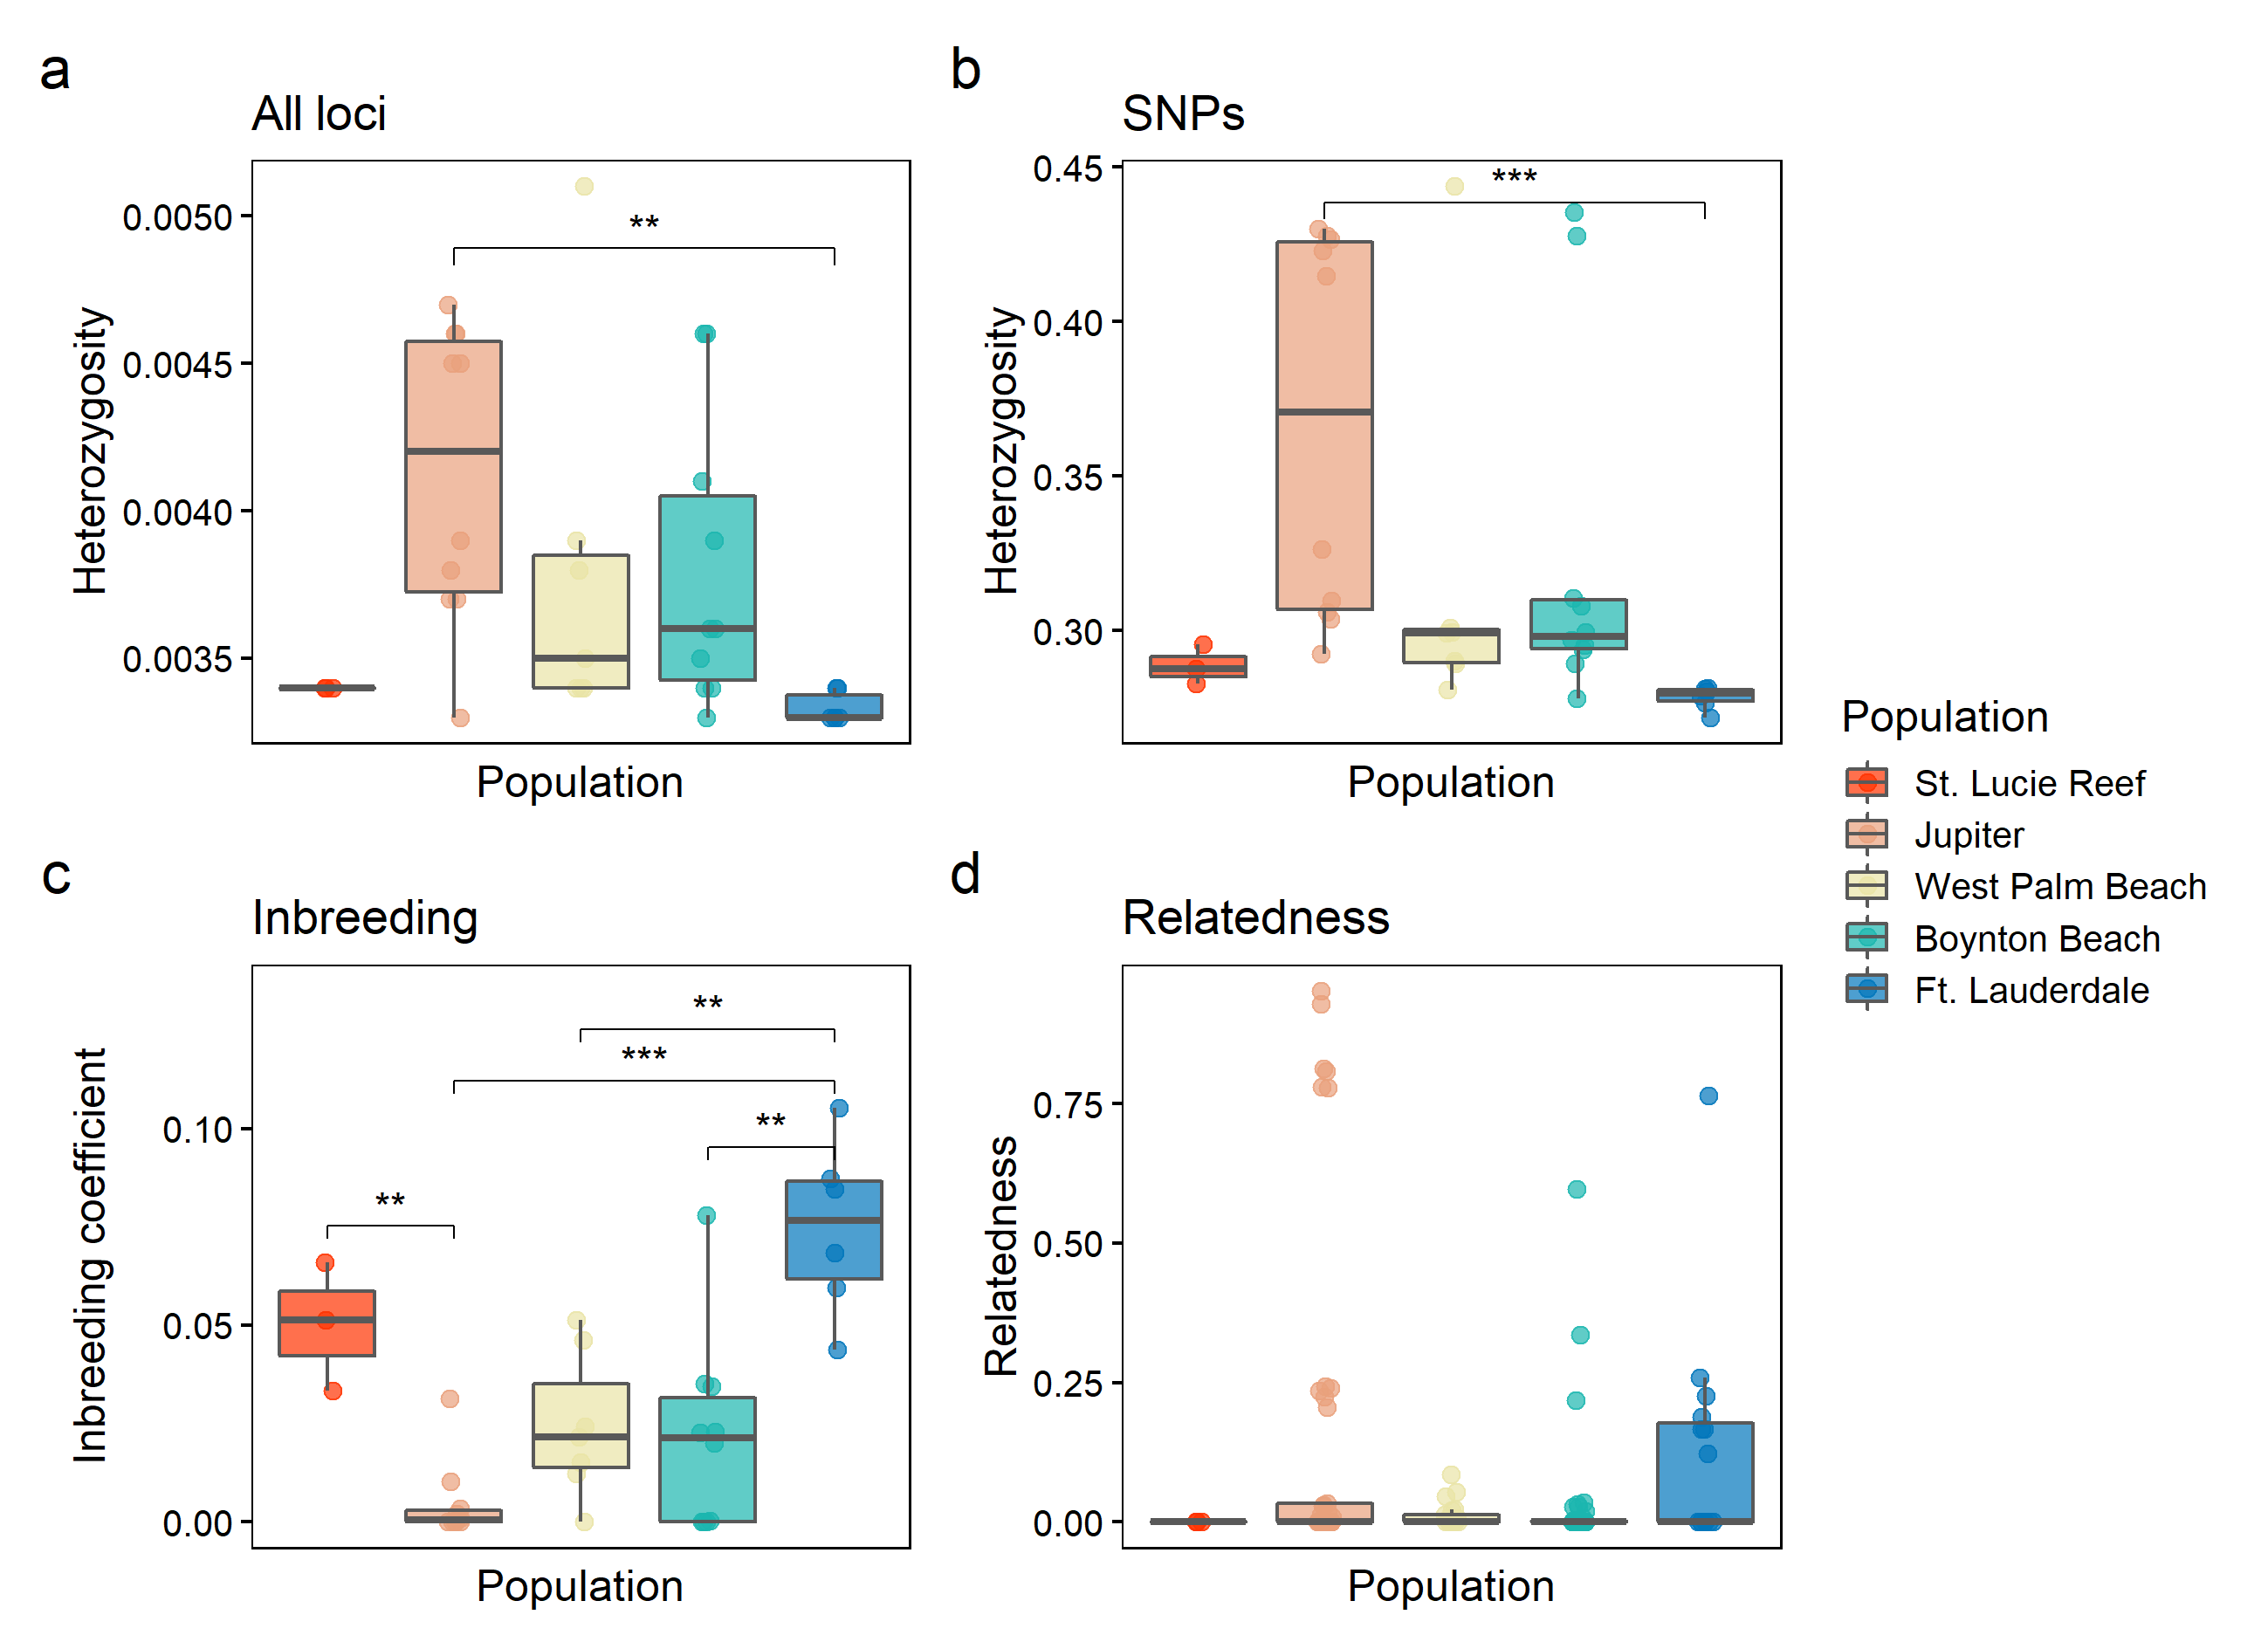 a
All loci
Heterozygosity
0.0050
0.0045
0.0040
0.0035
**
Population
b
SNPs
Heterozygosity
0.45
0.40
0.35
0.30
***
Population
c
Inbreeding
Inbreeding coefficient
0.10
0.05
0.00
**
***
**
**
Population
d
Relatedness
Relatedness
0.75
0.50
0.25
0.00
Population
Population
St. Lucie Reef
Jupiter
West Palm Beach
Boynton Beach
Ft. Lauderdale